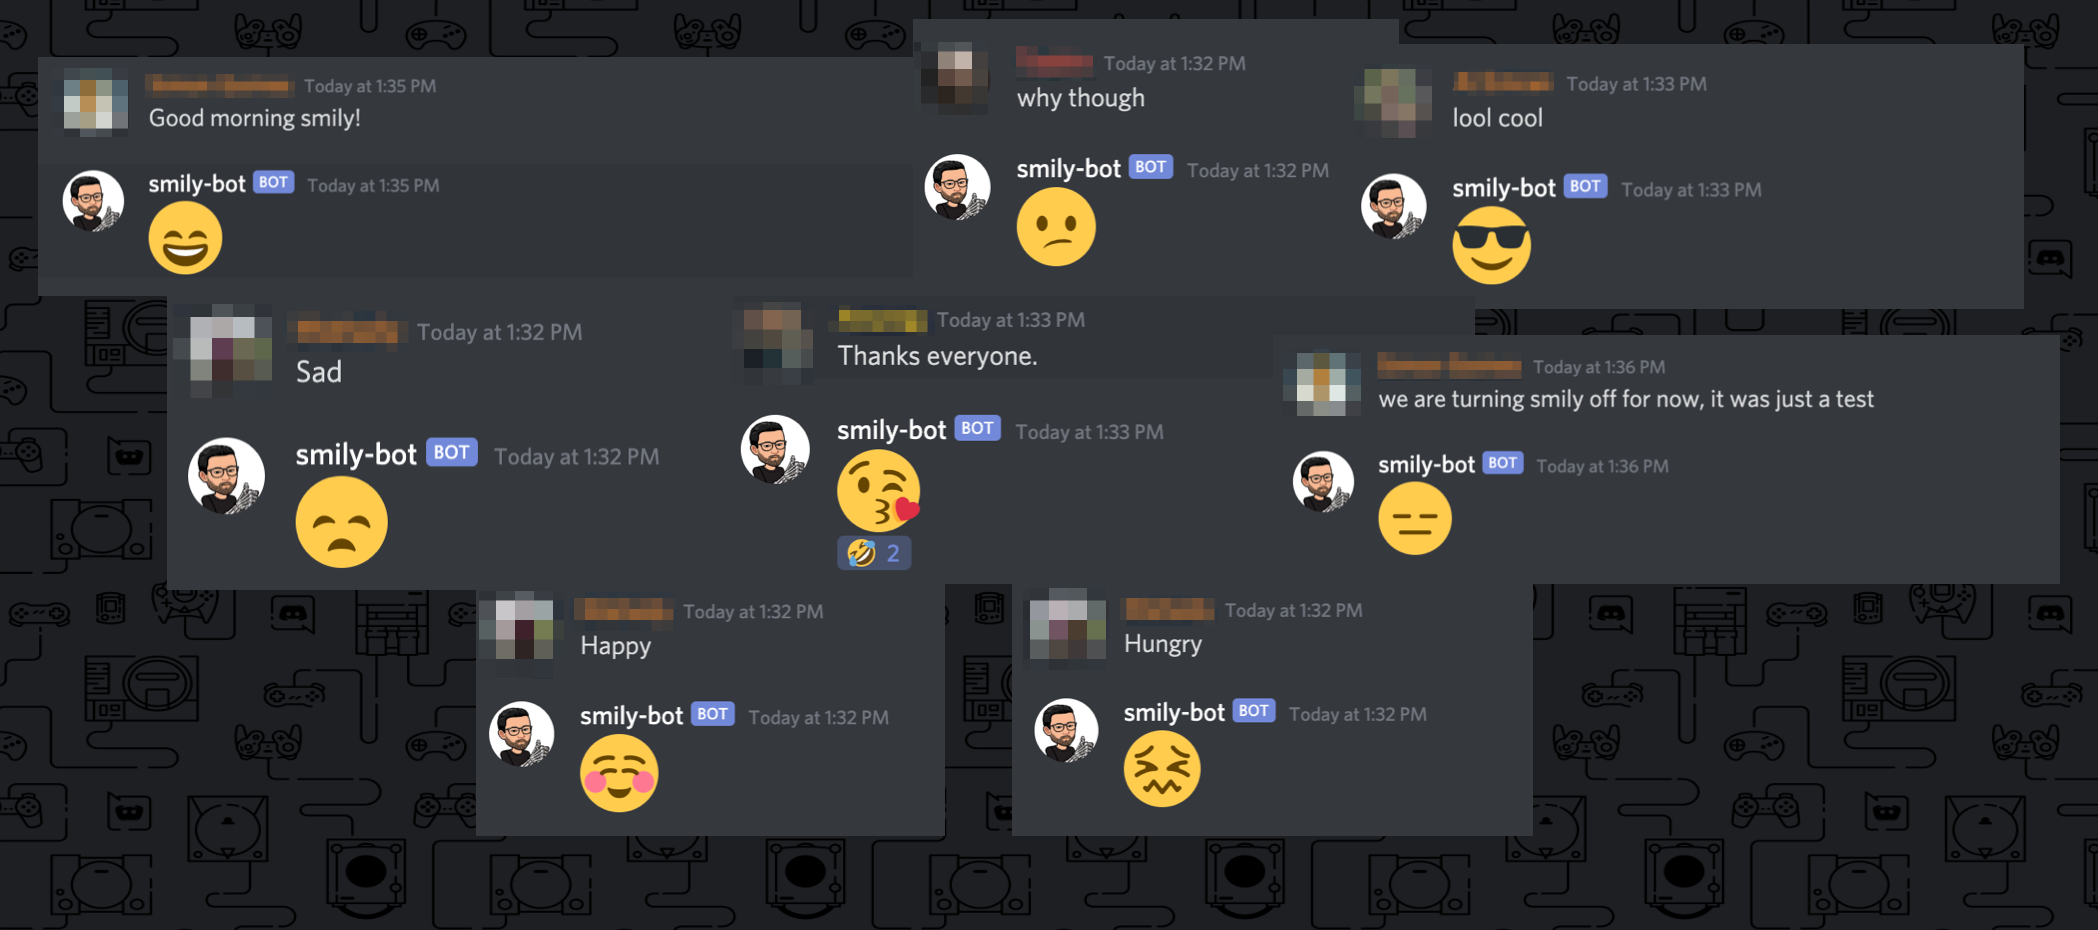 Today at 1:35 PM
Good morning smily!
smily-bot BOT Today at 1:35 PM
Today at 1:32 PM
why though
smily-bot BOT Today at 1:32 PM
Today at 1:33 PM
lool cool
smily-bot BOT Today at 1:33 PM
Today at 1:32 PM
Sad
smily-bot BOT Today at 1:32 PM
Today at 1:33 PM
Thanks everyone.
smily-bot BOT Today at 1:33 PM
2
Today at 1:36 PM
we are turning smily off for now, it was just a test
smily-bot BOT Today at 1:36 PM
Today at 1:32 PM
Happy
smily-bot BOT Today at 1:32 PM
Today at 1:32 PM
Hungry
smily-bot BOT Today at 1:32 PM